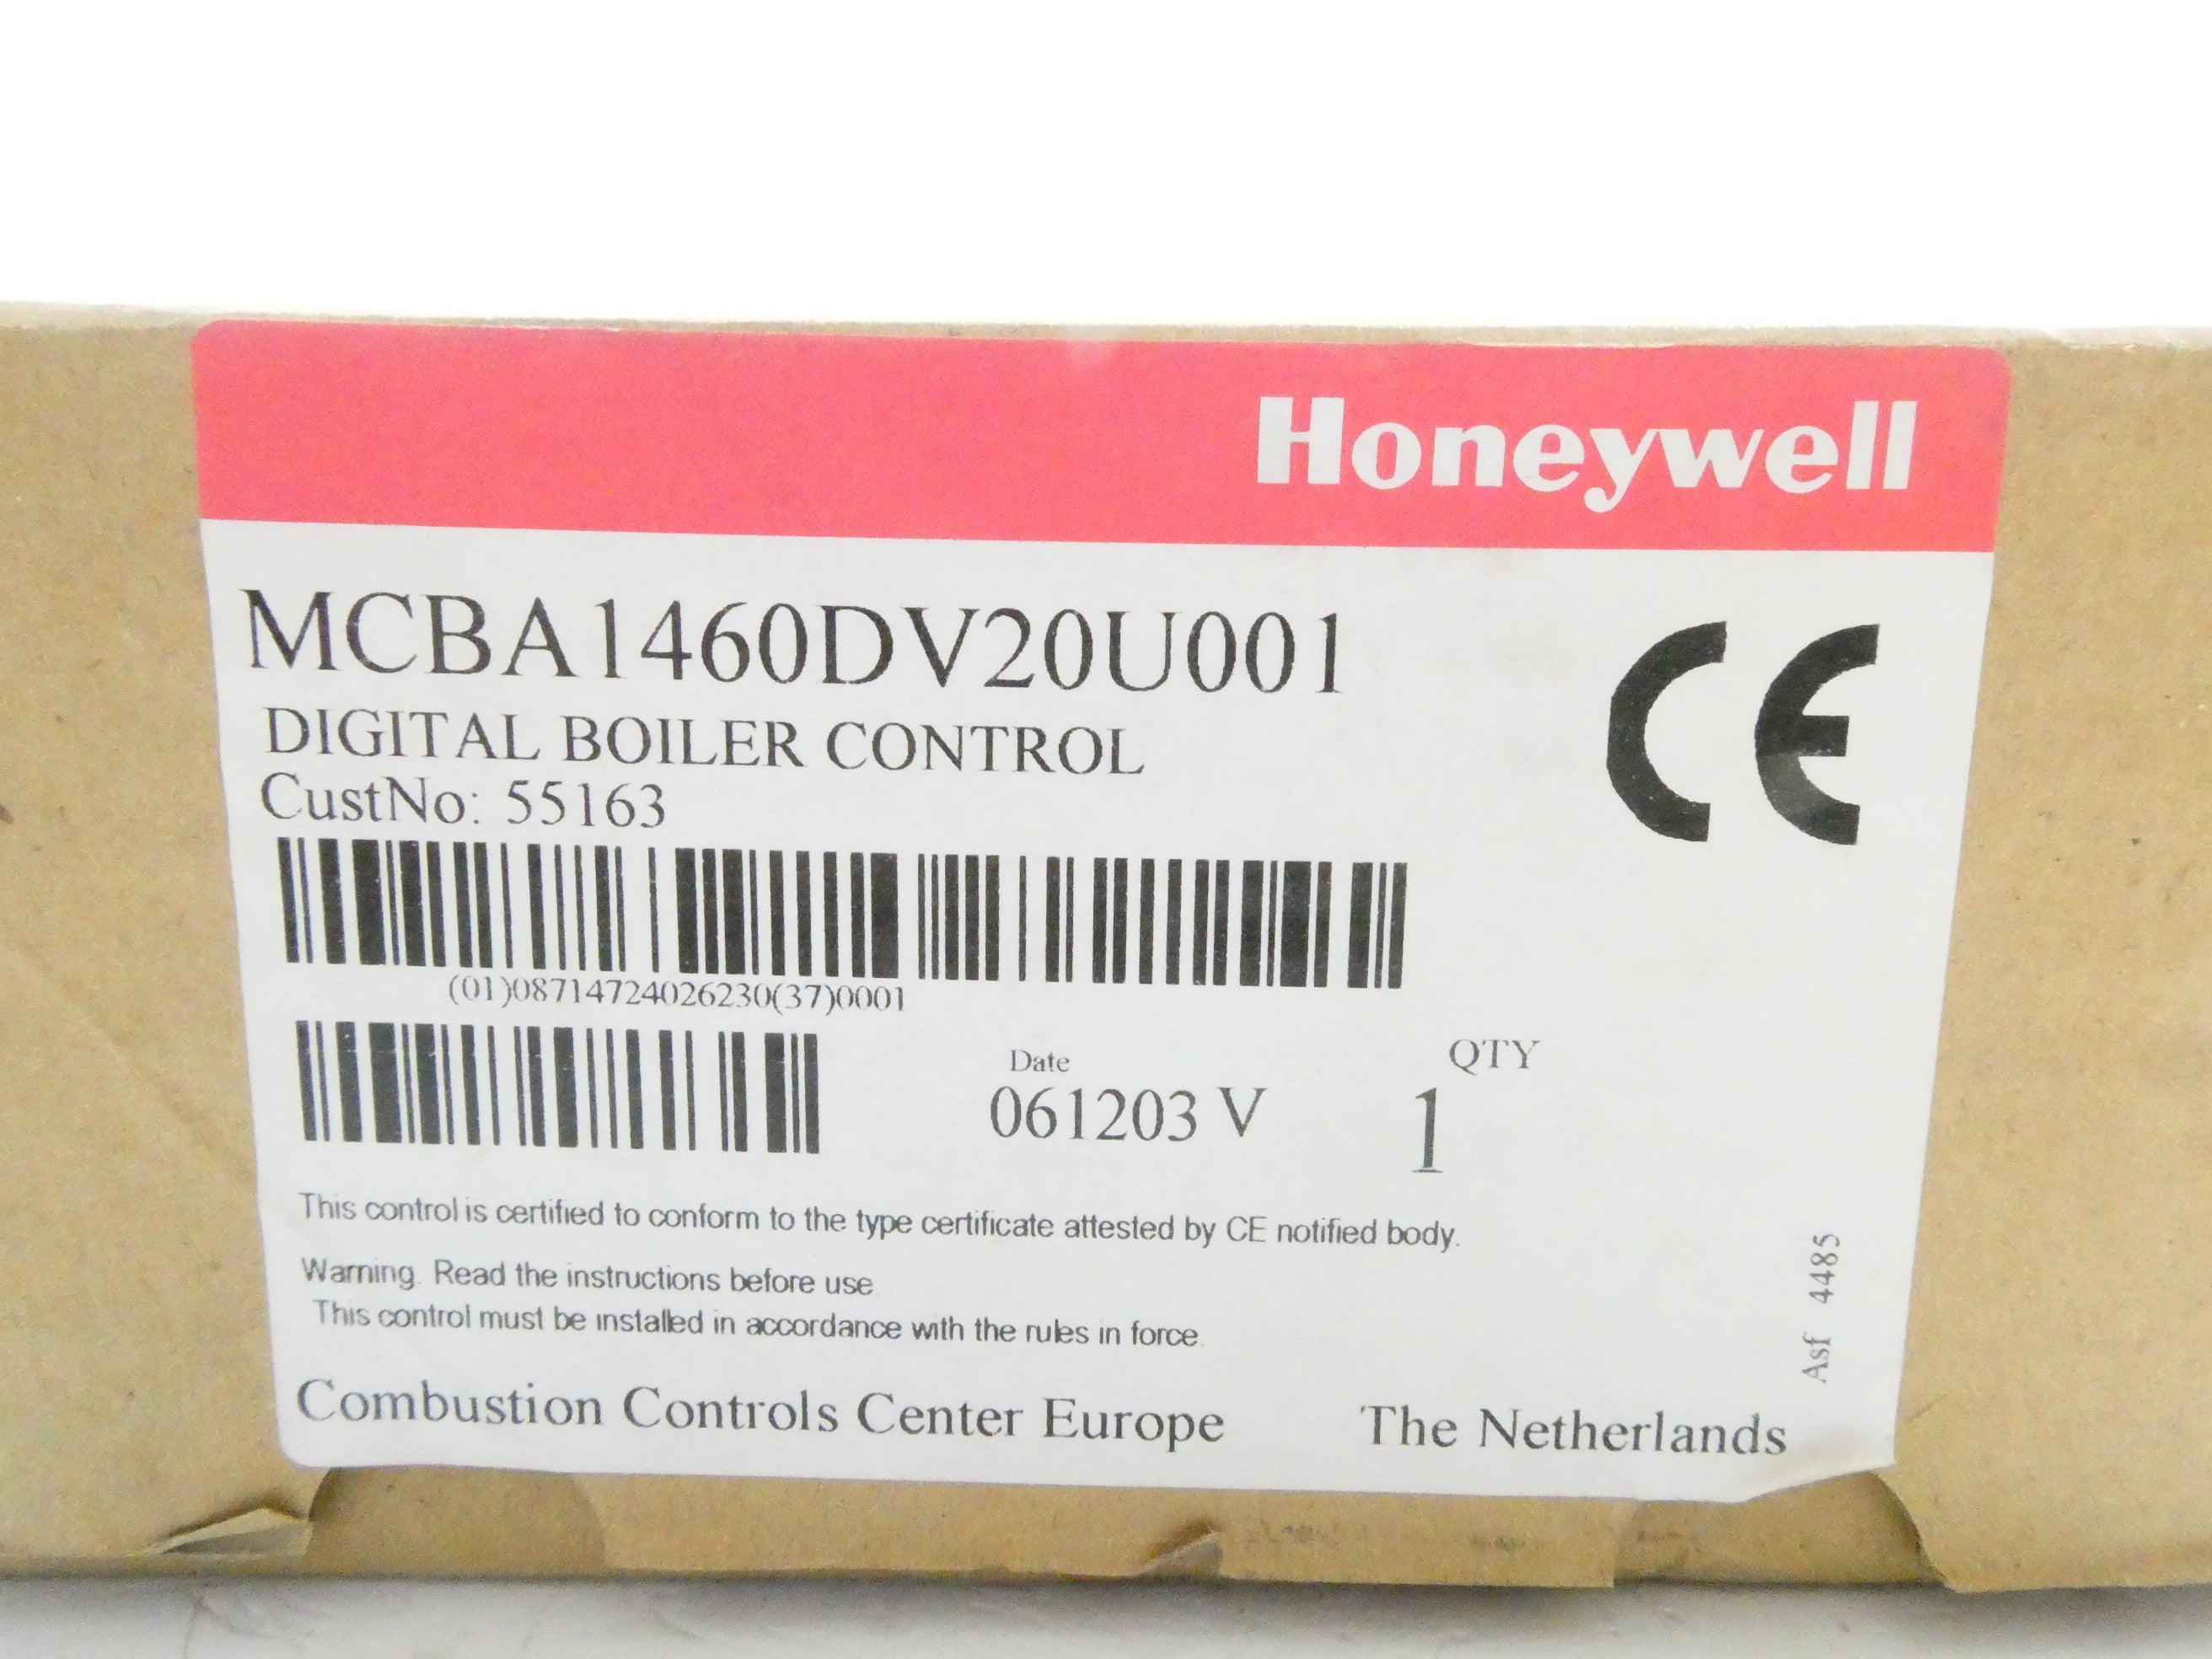 Honeywell
MCBA1460DV20U001
DIGITAL BOILER CONTROL
CustNo: 55163
CE
(01)08714724026230(37)0001
Date
QTY
061203 V
1
This control is certified to conform to the type certificate attested by CE notified body.
Warning. Read the instructions before use
This control must be installed in accordance with the rules in force.
Asf 4485
Combustion Controls Center Europe The Netherlands